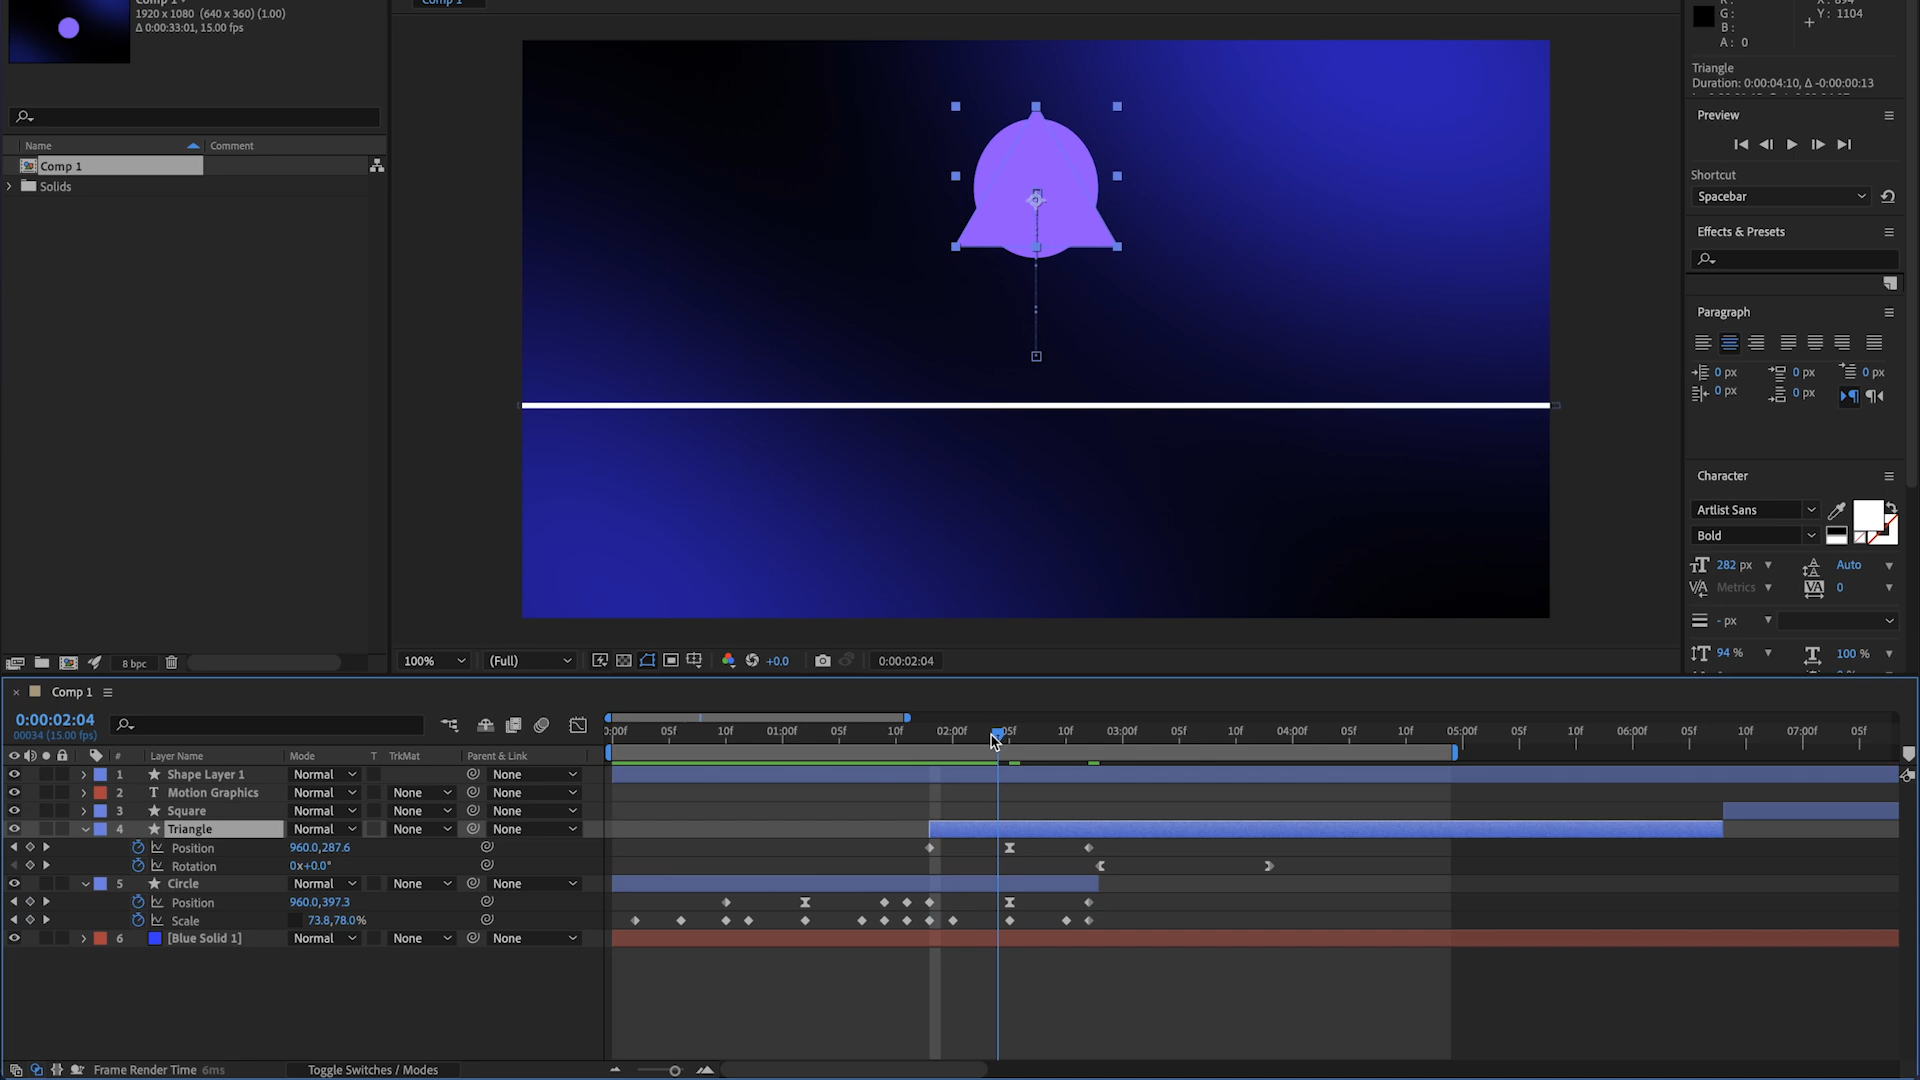 Comp 1
1920 x 1080 (640 x 360) (1.00)
Δ 0:00:33:01, 15.00 fps
Name
Comment
Comp 1
Solids
8 bpc
Comp 1
100%
(Full)
+0.0
0:00:02:04
R:
G:
B:
A: 0
X: 894
Y: 1104
Triangle
Duration: 0:00:04:10, Δ -0:00:00:13
Preview
Shortcut
Spacebar
Effects & Presets
Paragraph
0 px
0 px
0 px
0 px
0 px
Character
Artlist Sans
Bold
282 px
Auto
Metrics
0
- px
94 %
100 %
Comp 1
0:00:02:04
00034 (15.00 fps)
0:00f 05f 10f 01:00f 05f 10f 02:00f 05f 10f 03:00f 05f 10f 04:00f 05f 10f 05:00f 05f 10f 06:00f 05f 10f 07:00f 05f
# Layer Name Mode T TrkMat Parent & Link
1 Shape Layer 1 Normal None
2 T Motion Graphics Normal None None
3 Square Normal None None
4 Triangle Normal None None
Position 960.0,287.6
Rotation 0x+0.0°
5 Circle Normal None None
Position 960.0,397.3
Scale 73.8,78.0%
6 [Blue Solid 1] Normal None None
Frame Render Time 6ms
Toggle Switches / Modes